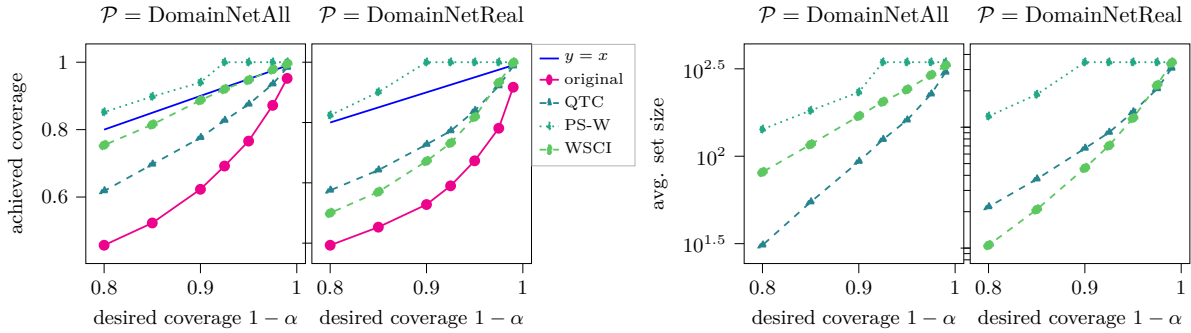 𝒫 = DomainNetAll
𝒫 = DomainNetReal
achieved coverage
1
0.8
0.6
0.8
0.9
1
0.8
0.9
1
desired coverage 1 − α
desired coverage 1 − α
y = x
original
QTC
PS-W
WSCI
𝒫 = DomainNetAll
𝒫 = DomainNetReal
avg. set size
10^2.5
10^2
10^1.5
0.8
0.9
1
0.8
0.9
1
desired coverage 1 − α
desired coverage 1 − α